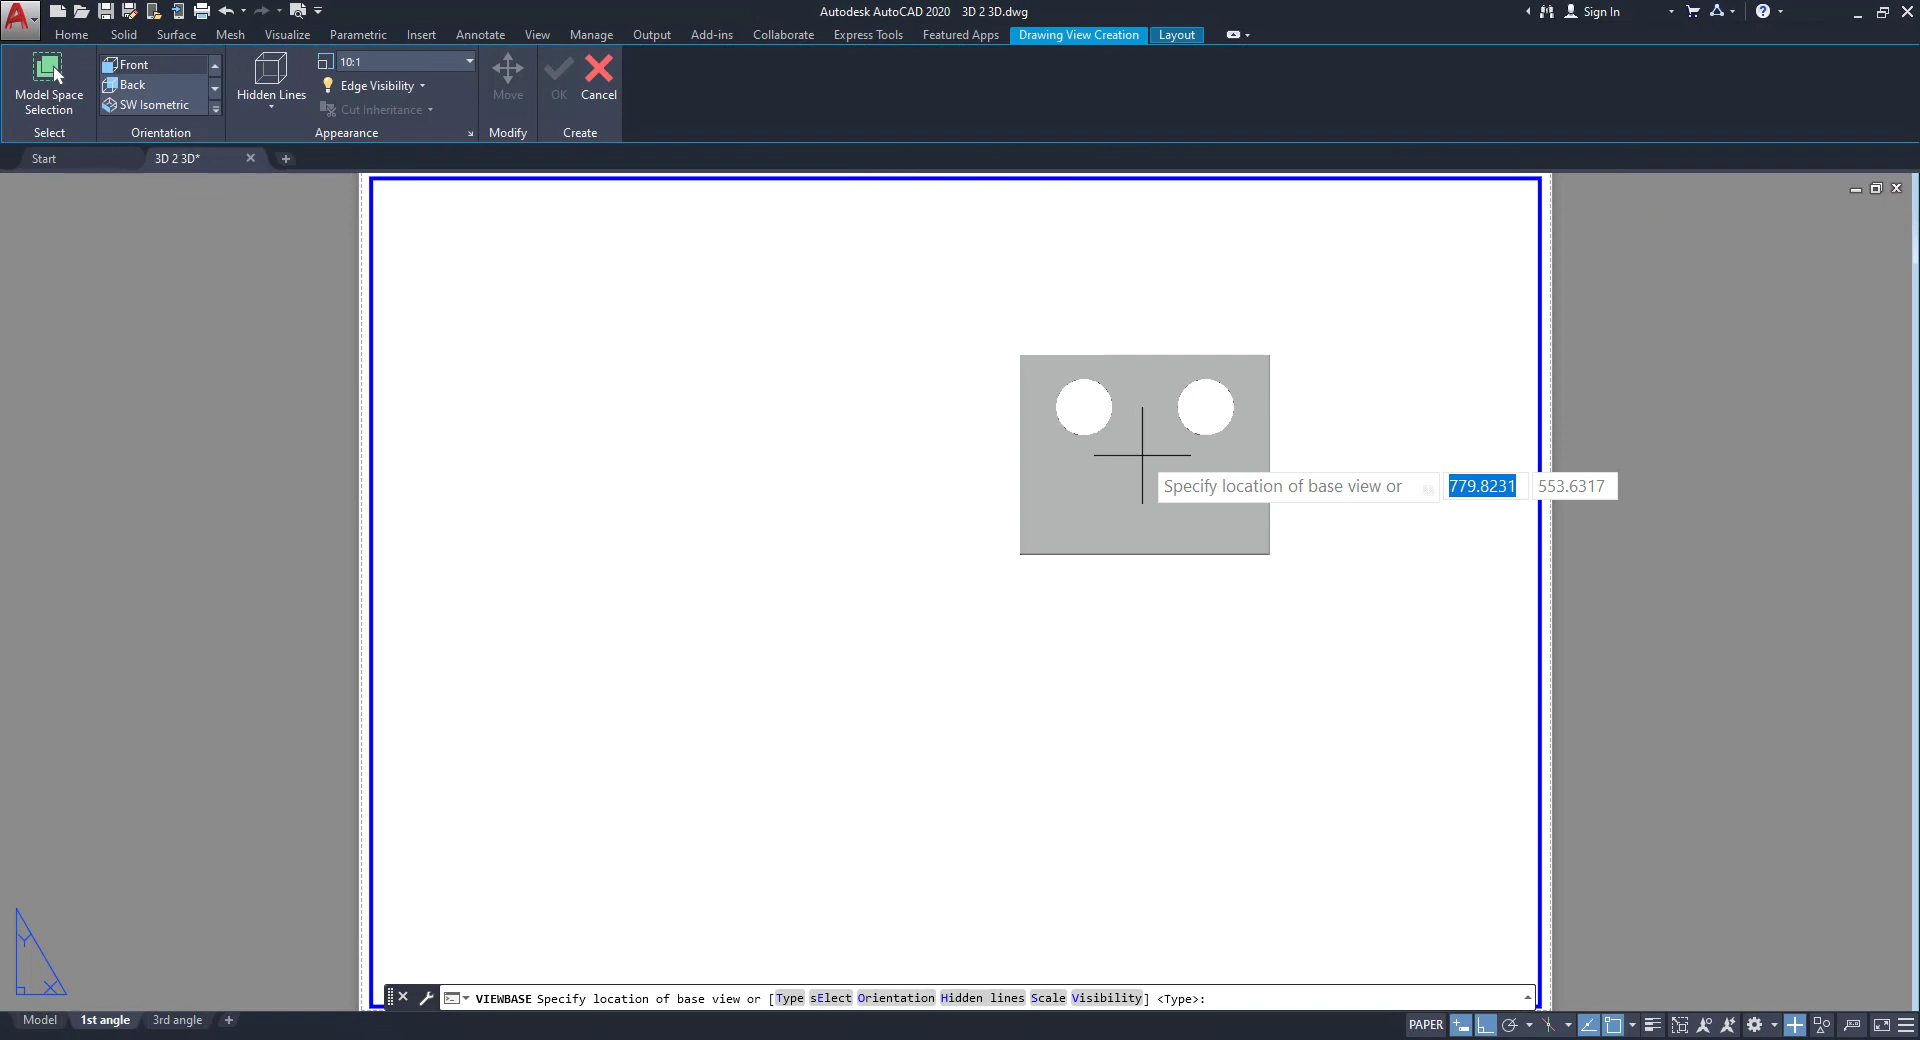 Autodesk AutoCAD 2020 3D 2 3D.dwg
Sign In
Home Solid Surface Mesh Visualize Parametric Insert Annotate View Manage Output Add-ins Collaborate Express Tools Featured Apps Drawing View Creation Layout
Model Space
Selection
Select
Front
Back
SW Isometric
Orientation
Hidden Lines
10:1
Edge Visibility
Cut Inheritance
Appearance
Move
Modify
OK
Cancel
Create
Start
3D 2 3D*
Specify location of base view or 779.8231 553.6317
Y
X
VIEWBASE Specify location of base view or [Type sElect Orientation Hidden lines Scale Visibility] <Type>:
Model 1st angle 3rd angle
PAPER